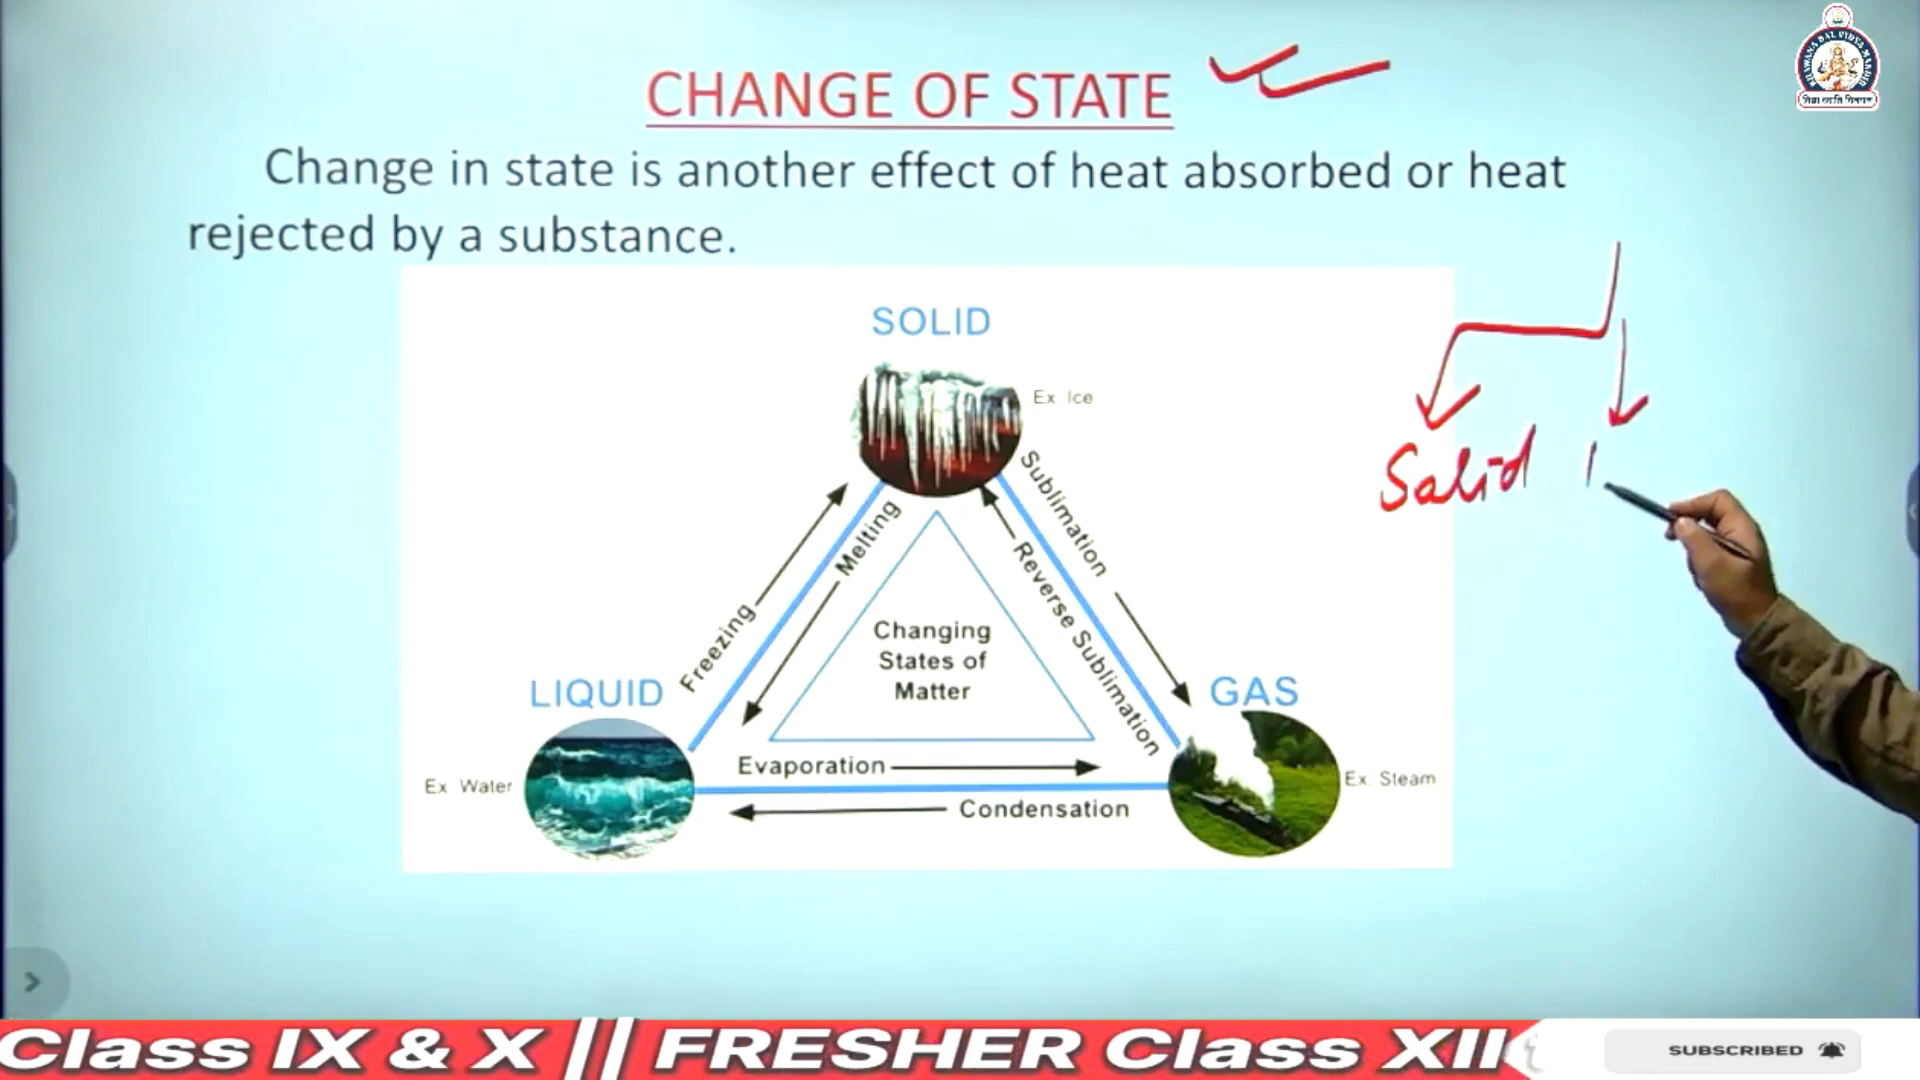 CHANGE OF STATE
Change in state is another effect of heat absorbed or heat
rejected by a substance.
SOLID
Ex Ice
Sublimation
Melting
Reverse Sublimation
Freezing
Changing
States of
Matter
LIQUID
GAS
Evaporation
Ex Water
Ex. Steam
Condensation
Solid
Class IX & X || FRESHER Class XII
SUBSCRIBED